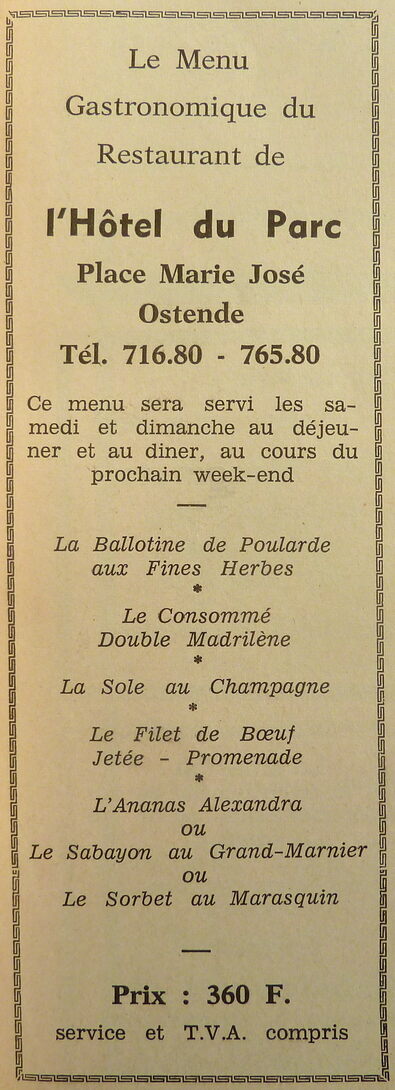 Le Menu
Gastronomique du
Restaurant de
l'Hôtel du Parc
Place Marie José
Ostende
Tél. 716.80 - 765.80
Ce menu sera servi les sa-
medi et dimanche au déjeu-
ner et au diner, au cours du
prochain week-end
La Ballotine de Poularde
aux Fines Herbes
*
Le Consommé
Double Madrilène
*
La Sole au Champagne
*
Le Filet de Bœuf
Jetée - Promenade
*
L'Ananas Alexandra
ou
Le Sabayon au Grand-Marnier
ou
Le Sorbet au Marasquin
Prix : 360 F.
service et T.V.A. compris